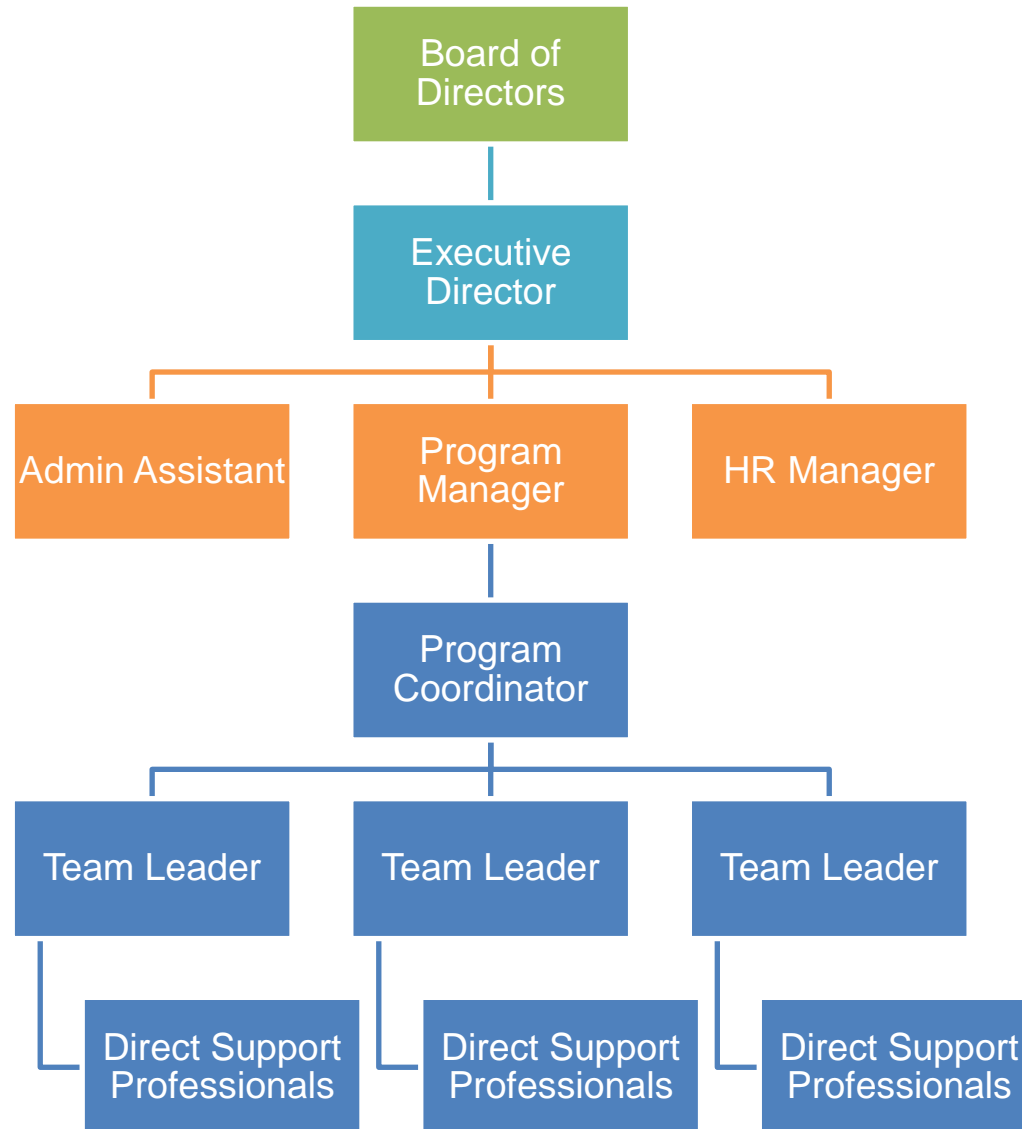 Board of
Directors
Executive
Director
Admin Assistant
Program
Manager
HR Manager
Program
Coordinator
Team Leader
Team Leader
Team Leader
Direct Support
Professionals
Direct Support
Professionals
Direct Support
Professionals